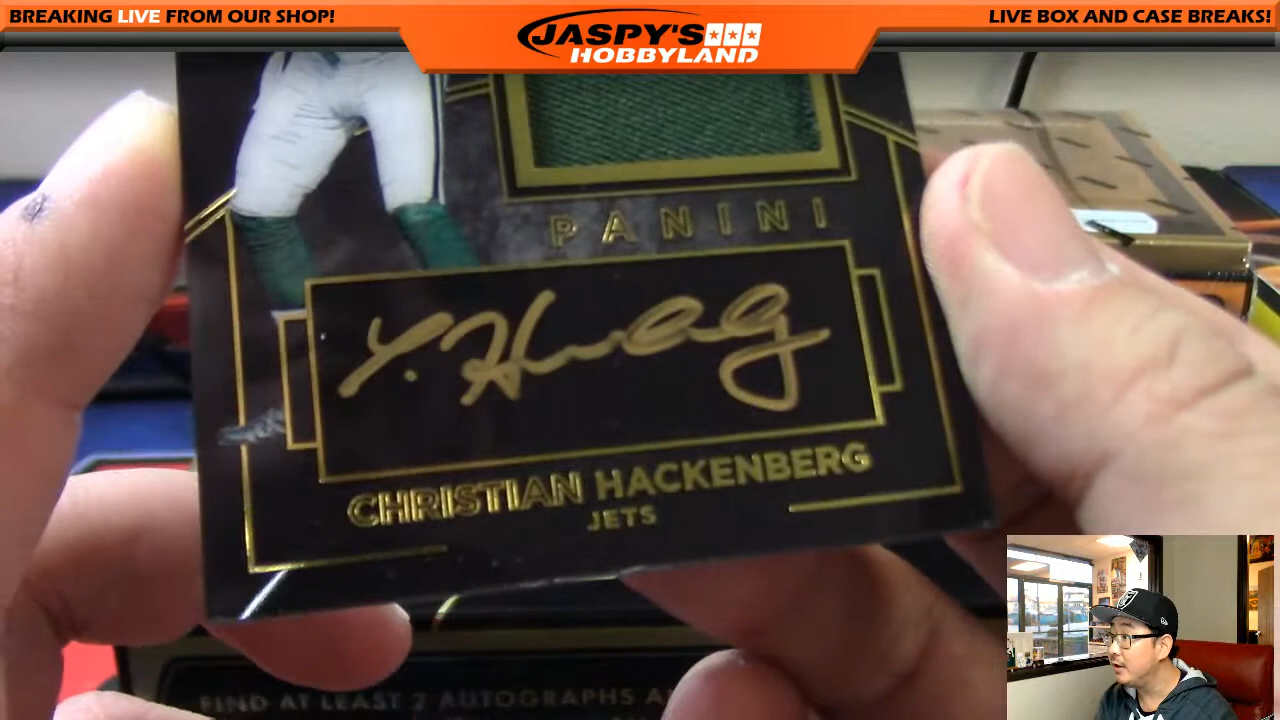 BREAKING LIVE FROM OUR SHOP!
JASPY'S
HOBBYLAND
LIVE BOX AND CASE BREAKS!
PANINI
CHRISTIAN HACKENBERG
JETS
FIND AT LEAST 2 AUTOGRAPHS